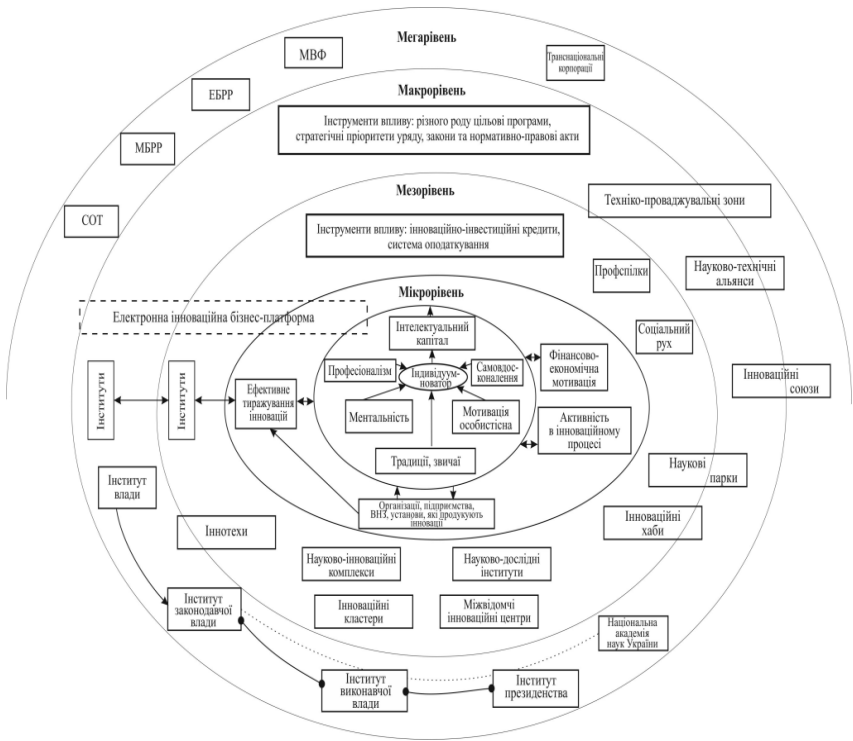 Мегарівень
МВФ
Транснаціональні
корпорації
ЕБРР
Макрорівень
Інструменти впливу: різного роду цільові програми,
стратегічні пріоритети уряду, закони та нормативно-правові акти
МБРР
СОТ
Мезорівень
Техніко-проваджувальні зони
Інструменти впливу: інноваційно-інвестиційні кредити,
система оподаткування
Профспілки
Науково-технічні
альянси
Мікрорівень
Електронна інноваційна бізнес-платформа
Інтелектуальний
капітал
Соціальний
рух
Професіоналізм
Індивідуум-
новатор
Самовдос-
коналення
Фінансово-
економічна
мотивація
Інноваційні
союзи
Інститути
Інститути
Ефективне
тиражування
інновацій
Ментальність
Мотивація
особистісна
Активність
в інноваційному
процесі
Традиції, звичаї
Інститут
влади
Наукові
парки
Організації, підприємства,
ВНЗ, установи, які продукують
інновації
Інноваційні
хаби
Іннотехи
Науково-інноваційні
комплекси
Науково-дослідні
інститути
Інститут
законодавчої
влади
Інноваційні
кластери
Міжвідомчі
інноваційні центри
Національна
академія
наук України
Інститут
виконавчої
влади
Інститут
президенства